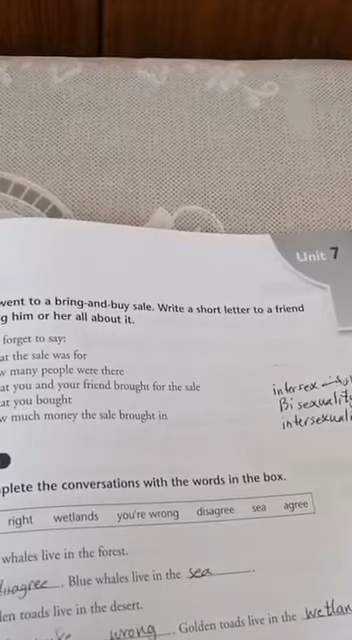 Unit 7
went to a bring-and-buy sale. Write a short letter to a friend
g him or her all about it.
forget to say:
at the sale was for
w many people were there
at you and your friend brought for the sale
at you bought
w much money the sale brought in
intersex
Bisexuality
intersexuali
plete the conversations with the words in the box.
right wetlands you're wrong disagree sea agree
whales live in the forest.
disagree. Blue whales live in the sea.
den toads live in the desert.
wrong. Golden toads live in the wetlan